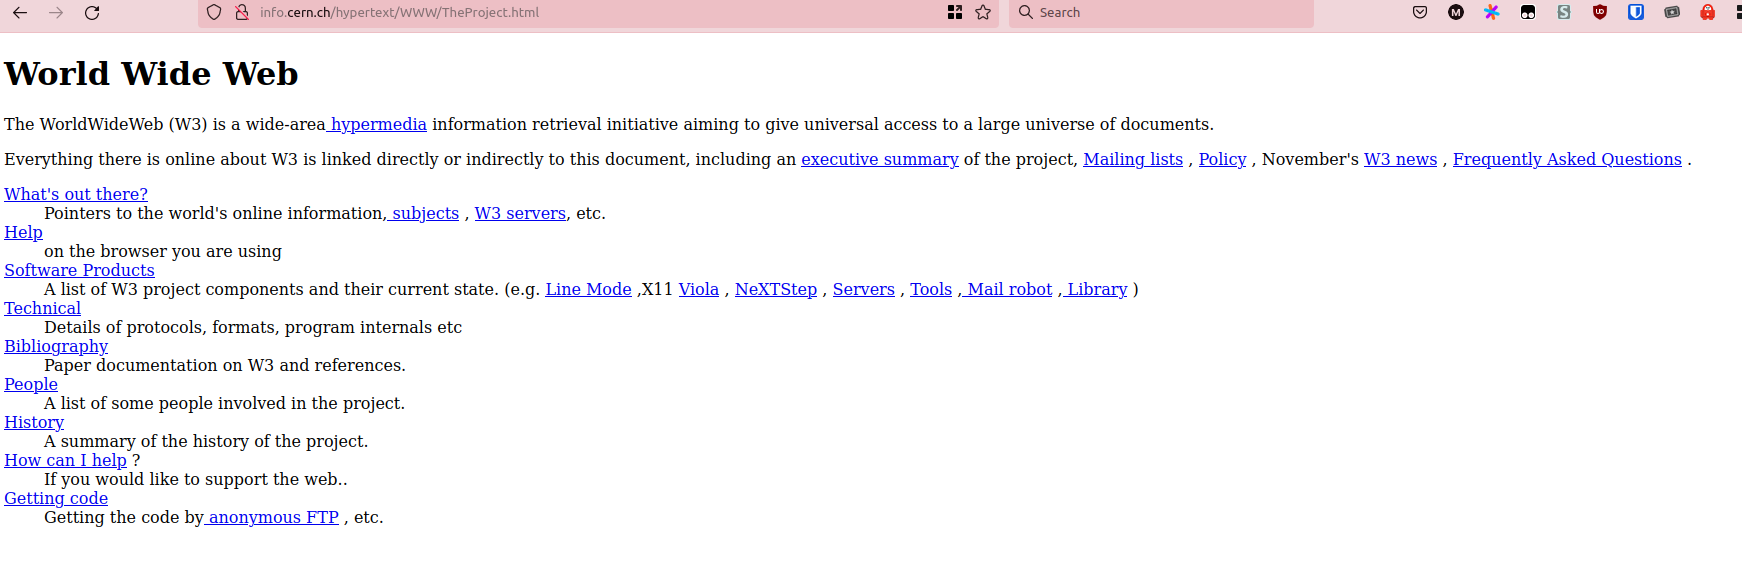 info.cern.ch/hypertext/WWW/TheProject.html Search
World Wide Web
The WorldWideWeb (W3) is a wide-area hypermedia information retrieval initiative aiming to give universal access to a large universe of documents.
Everything there is online about W3 is linked directly or indirectly to this document, including an executive summary of the project, Mailing lists , Policy , November's W3 news , Frequently Asked Questions .
What's out there?
Pointers to the world's online information, subjects , W3 servers, etc.
Help
on the browser you are using
Software Products
A list of W3 project components and their current state. (e.g. Line Mode ,X11 Viola , NeXTStep , Servers , Tools , Mail robot , Library )
Technical
Details of protocols, formats, program internals etc
Bibliography
Paper documentation on W3 and references.
People
A list of some people involved in the project.
History
A summary of the history of the project.
How can I help ?
If you would like to support the web..
Getting code
Getting the code by anonymous FTP , etc.